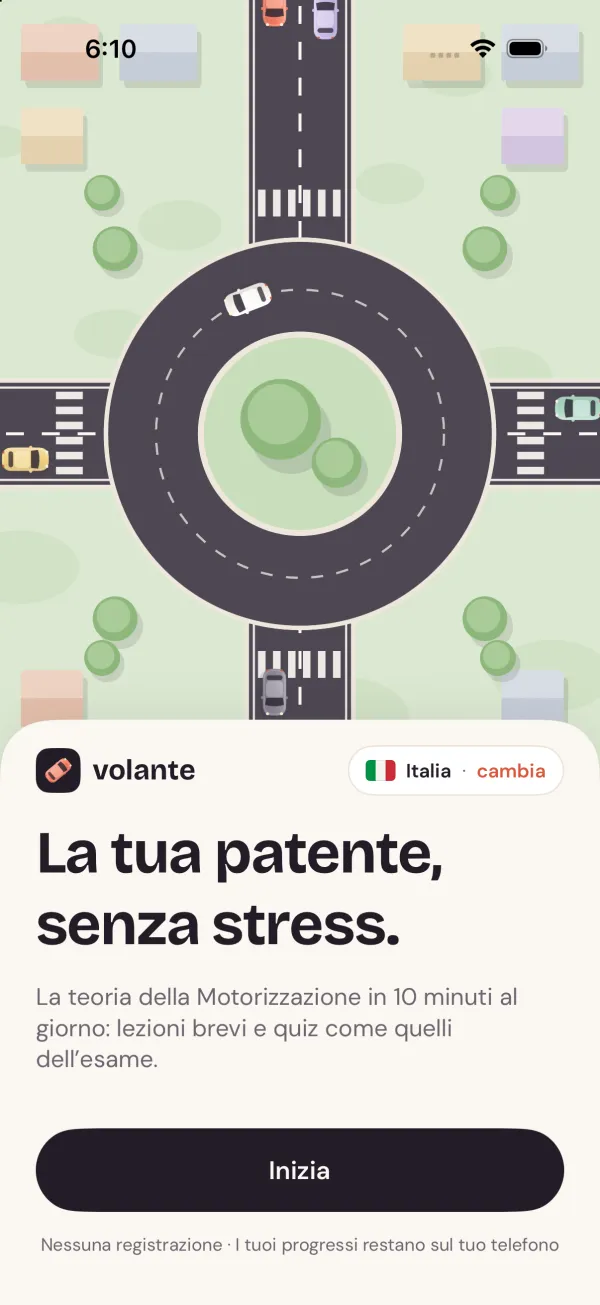 6:10
volante
Italia · cambia
La tua patente,
senza stress.
La teoria della Motorizzazione in 10 minuti al
giorno: lezioni brevi e quiz come quelli
dell’esame.
Inizia
Nessuna registrazione · I tuoi progressi restano sul tuo telefono